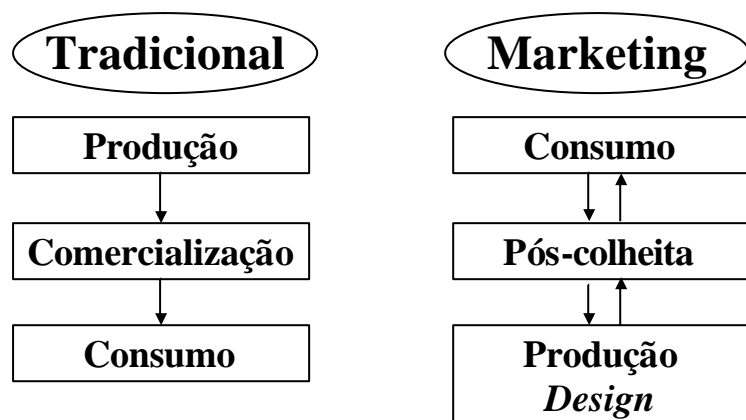 Tradicional
Produção
Comercialização
Consumo
Marketing
Consumo
Pós-colheita
Produção
Design